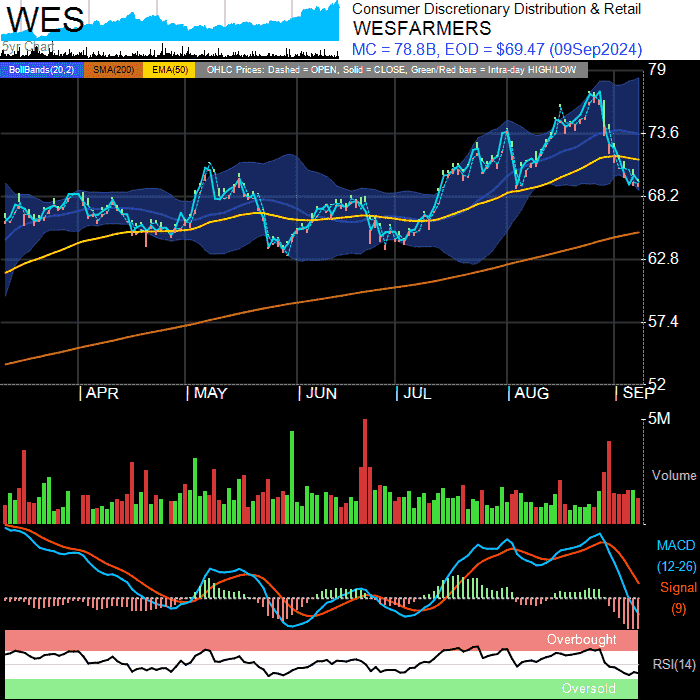 WES
5yr Chart
Consumer Discretionary Distribution & Retail
WESFARMERS
MC = 78.8B, EOD = $69.47 (09Sep2024)
BollBands(20,2) SMA(200) EMA(50) OHLC Prices: Dashed = OPEN, Solid = CLOSE, Green/Red bars = Intra-day HIGH/LOW
79
73.6
68.2
62.8
57.4
52
APR MAY JUN JUL AUG SEP
5M
Volume
MACD
(12-26)
Signal
(9)
Overbought
RSI(14)
Oversold